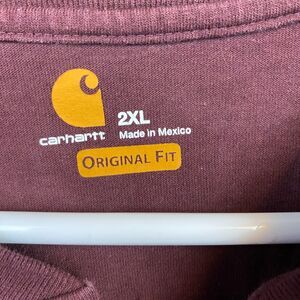 carhartt
2XL
Made in Mexico
ORIGINAL FIT